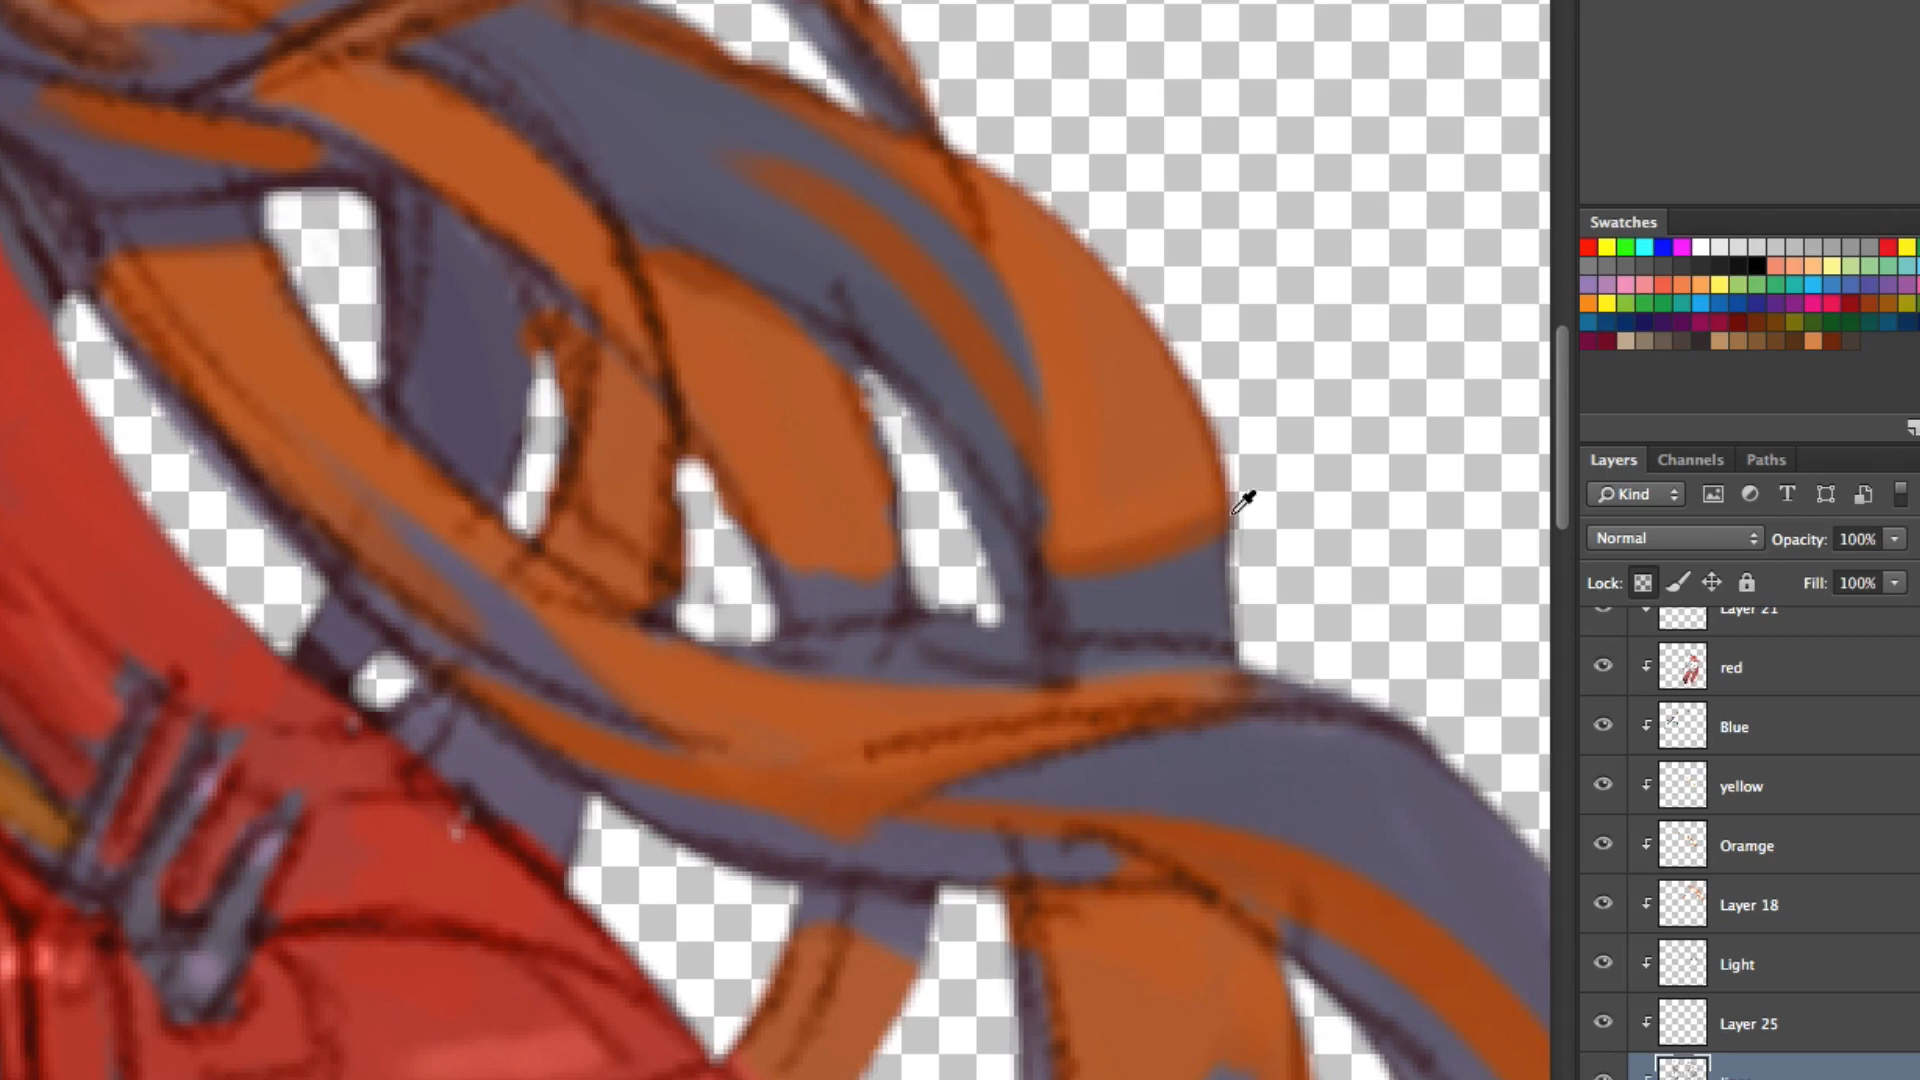 Swatches
Layers Channels Paths
Kind
Normal Opacity: 100%
Lock: Fill: 100%
Layer 21
red
Blue
yellow
Oramge
Layer 18
Light
Layer 25